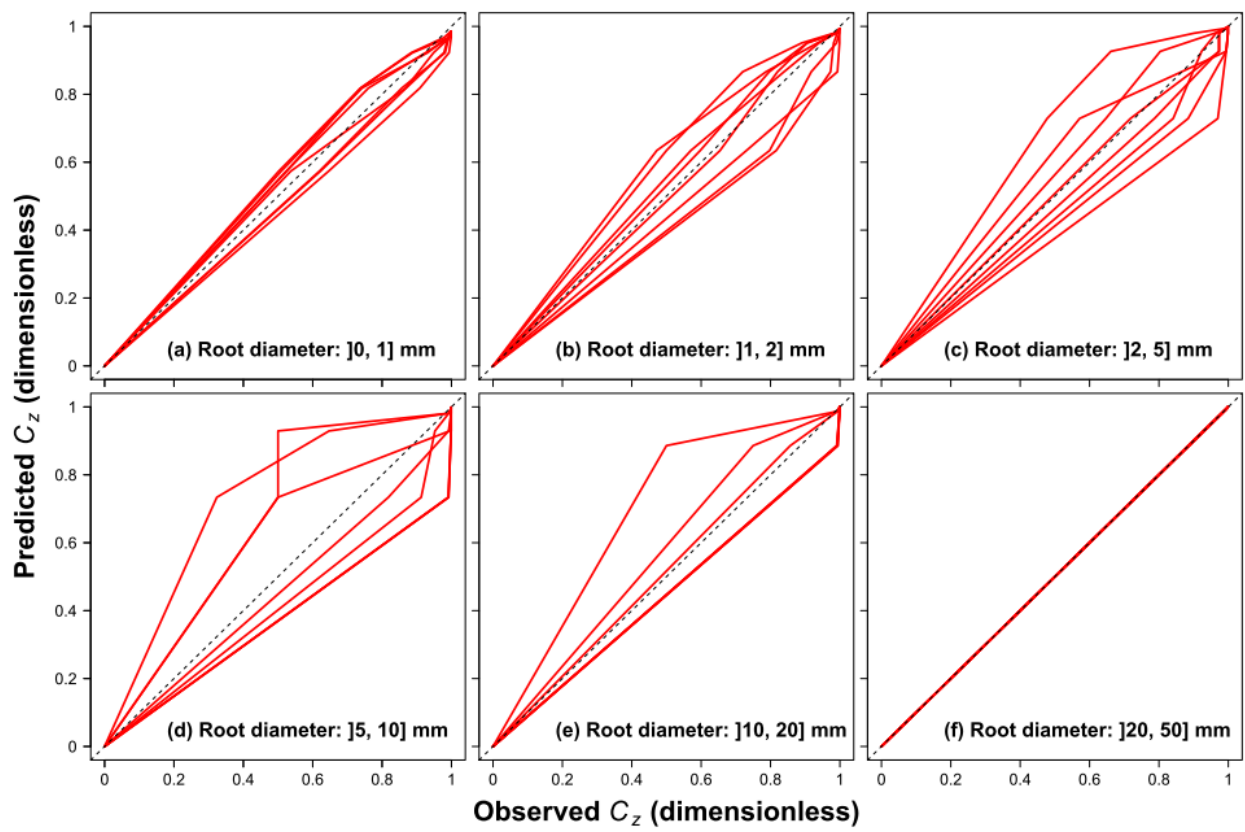 Predicted C_z (dimensionless)
1
0.8
0.6
0.4
0.2
0
(a) Root diameter: ]0, 1] mm
(b) Root diameter: ]1, 2] mm
(c) Root diameter: ]2, 5] mm
1
0.8
0.6
0.4
0.2
0
(d) Root diameter: ]5, 10] mm
(e) Root diameter: ]10, 20] mm
(f) Root diameter: ]20, 50] mm
0 0.2 0.4 0.6 0.8 1
0 0.2 0.4 0.6 0.8 1
0 0.2 0.4 0.6 0.8 1
Observed C_z (dimensionless)